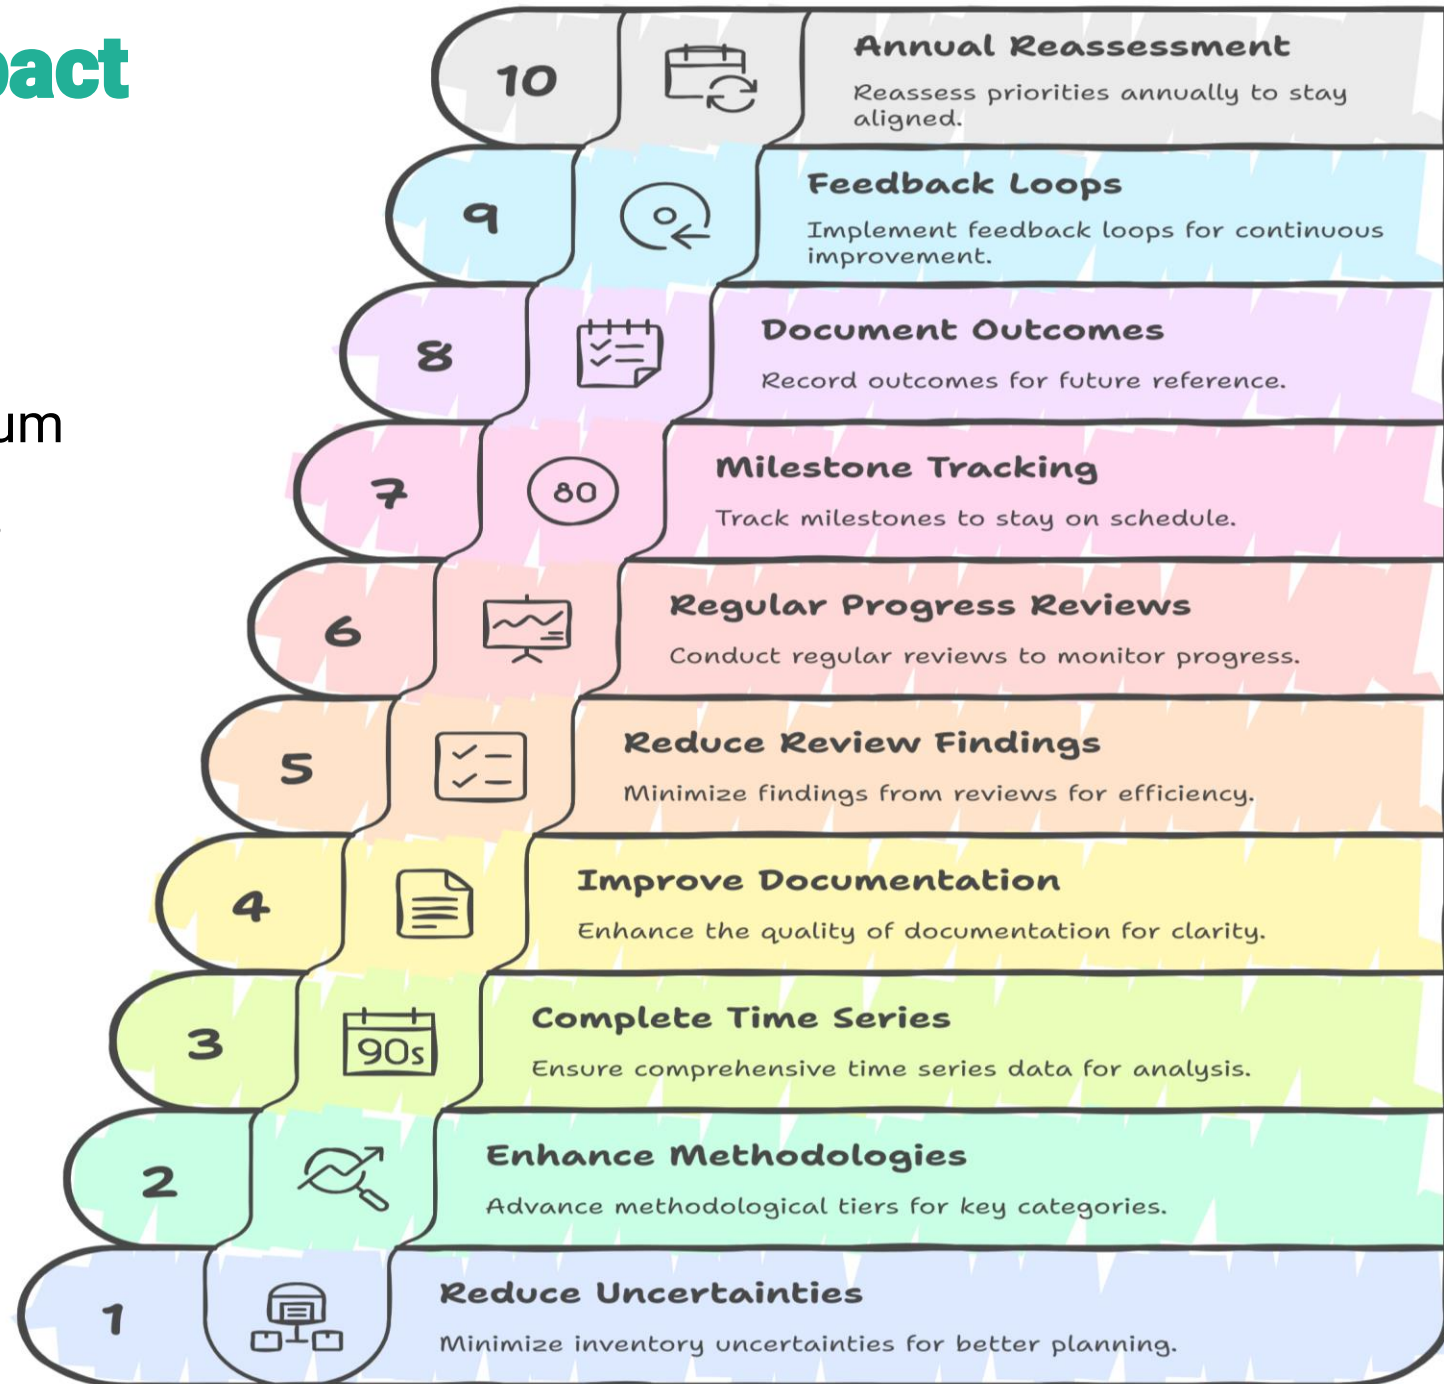 pact
um
10
Annual Reassessment
Reassess priorities annually to stay
aligned.
9
Feedback Loops
Implement feedback loops for continuous
improvement.
8
Document Outcomes
Record outcomes for future reference.
7
80
Milestone Tracking
Track milestones to stay on schedule.
6
Regular Progress Reviews
Conduct regular reviews to monitor progress.
5
Reduce Review Findings
Minimize findings from reviews for efficiency.
4
Improve Documentation
Enhance the quality of documentation for clarity.
3
90s
Complete Time Series
Ensure comprehensive time series data for analysis.
2
Enhance Methodologies
Advance methodological tiers for key categories.
1
Reduce Uncertainties
Minimize inventory uncertainties for better planning.